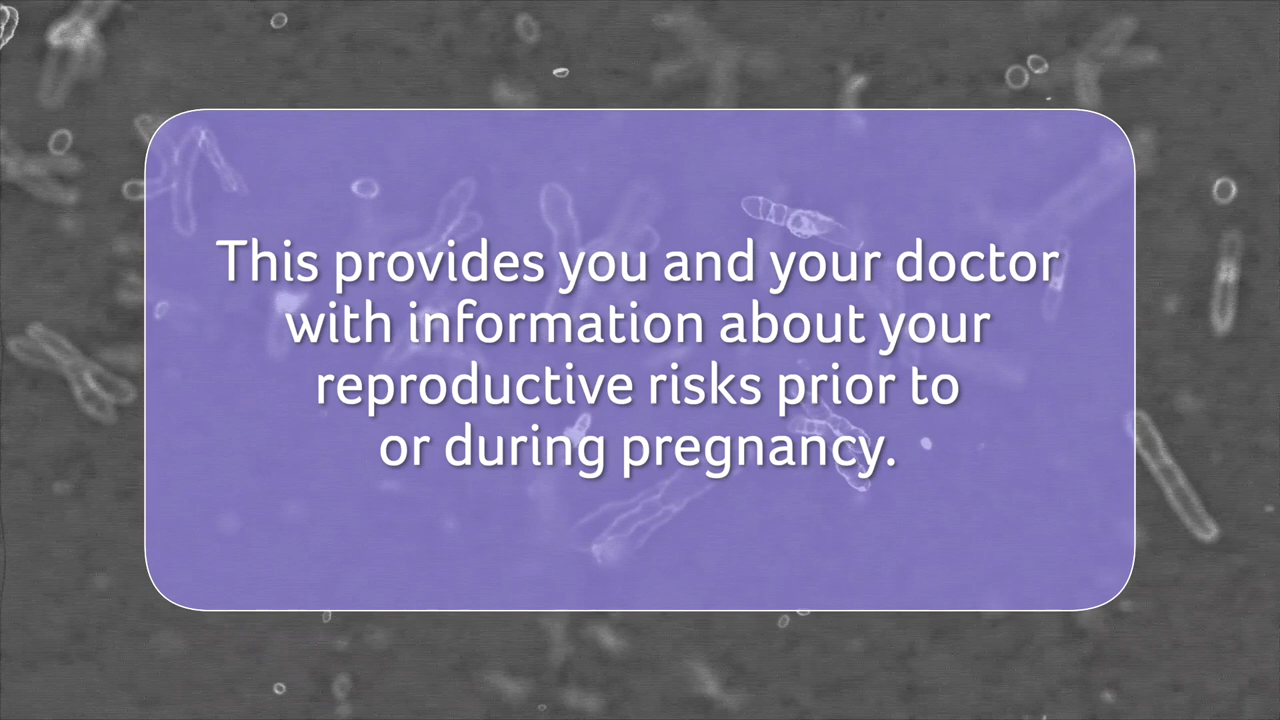 This provides you and your doctor
with information about your
reproductive risks prior to
or during pregnancy.